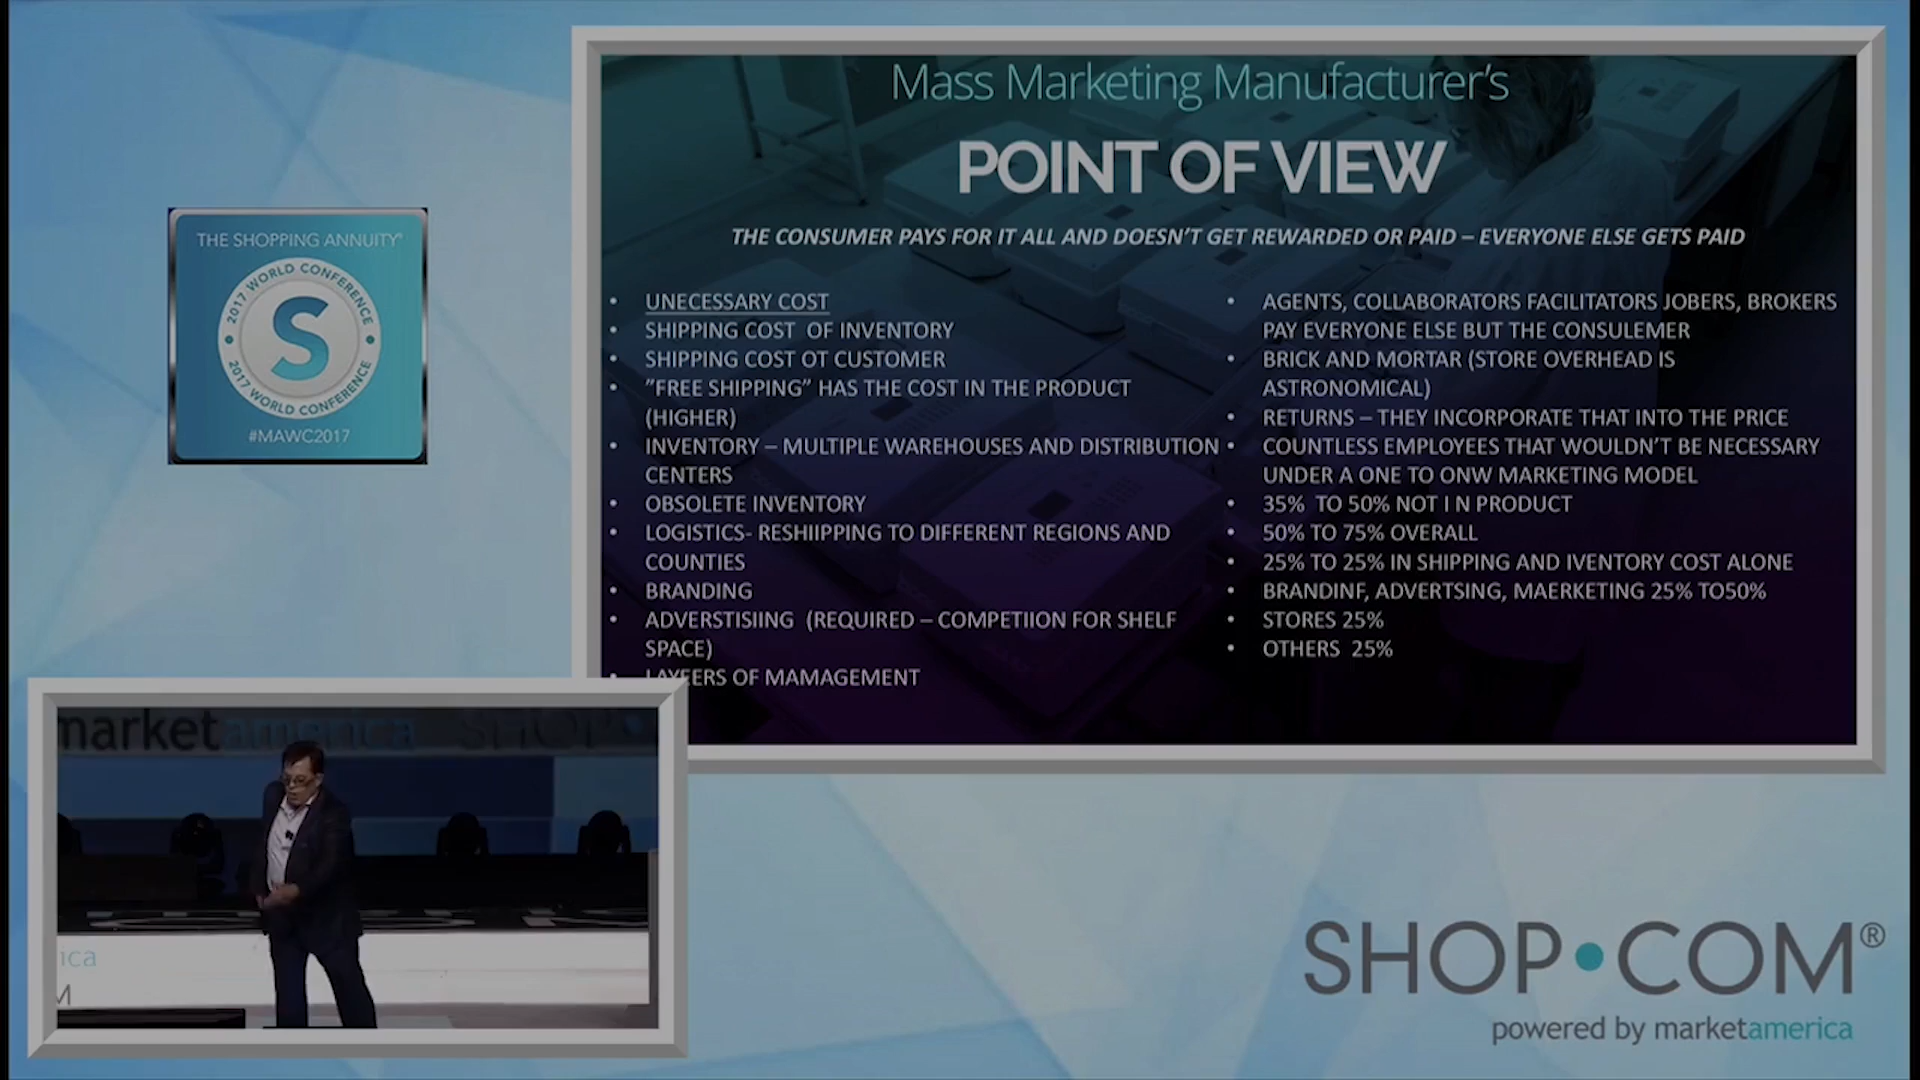 Mass Marketing Manufacturer's
POINT OF VIEW
THE CONSUMER PAYS FOR IT ALL AND DOESN'T GET REWARDED OR PAID – EVERYONE ELSE GETS PAID
• UNECESSARY COST
• SHIPPING COST OF INVENTORY
• SHIPPING COST OT CUSTOMER
• "FREE SHIPPING" HAS THE COST IN THE PRODUCT
(HIGHER)
• INVENTORY – MULTIPLE WAREHOUSES AND DISTRIBUTION
CENTERS
• OBSOLETE INVENTORY
• LOGISTICS- RESHIIPPING TO DIFFERENT REGIONS AND
COUNTIES
• BRANDING
• ADVERSTISIING (REQUIRED – COMPETIION FOR SHELF
SPACE)
• LAYEERS OF MAMAGEMENT
• AGENTS, COLLABORATORS FACILITATORS JOBERS, BROKERS
PAY EVERYONE ELSE BUT THE CONSULEMER
• BRICK AND MORTAR (STORE OVERHEAD IS
ASTRONOMICAL)
• RETURNS – THEY INCORPORATE THAT INTO THE PRICE
• COUNTLESS EMPLOYEES THAT WOULDN'T BE NECESSARY
UNDER A ONE TO ONW MARKETING MODEL
• 35% TO 50% NOT I N PRODUCT
• 50% TO 75% OVERALL
• 25% TO 25% IN SHIPPING AND IVENTORY COST ALONE
• BRANDINF, ADVERTSING, MAERKETING 25% TO50%
• STORES 25%
• OTHERS 25%
THE SHOPPING ANNUITY®
2017 WORLD CONFERENCE
S
2017 WORLD CONFERENCE
#MAWC2017
marketamerica SHOP
ica
M
SHOP•COM®
powered by marketamerica